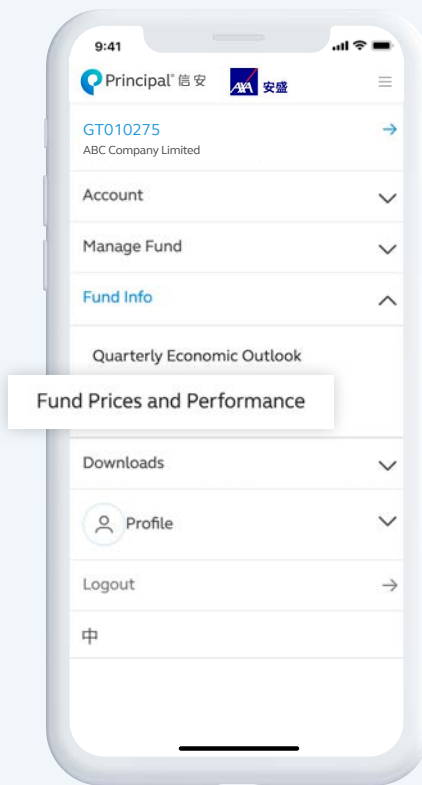 9:41
Principal® 信安 AXA 安盛
GT010275
ABC Company Limited
Account
Manage Fund
Fund Info
Quarterly Economic Outlook
Fund Prices and Performance
Downloads
Profile
Logout
中